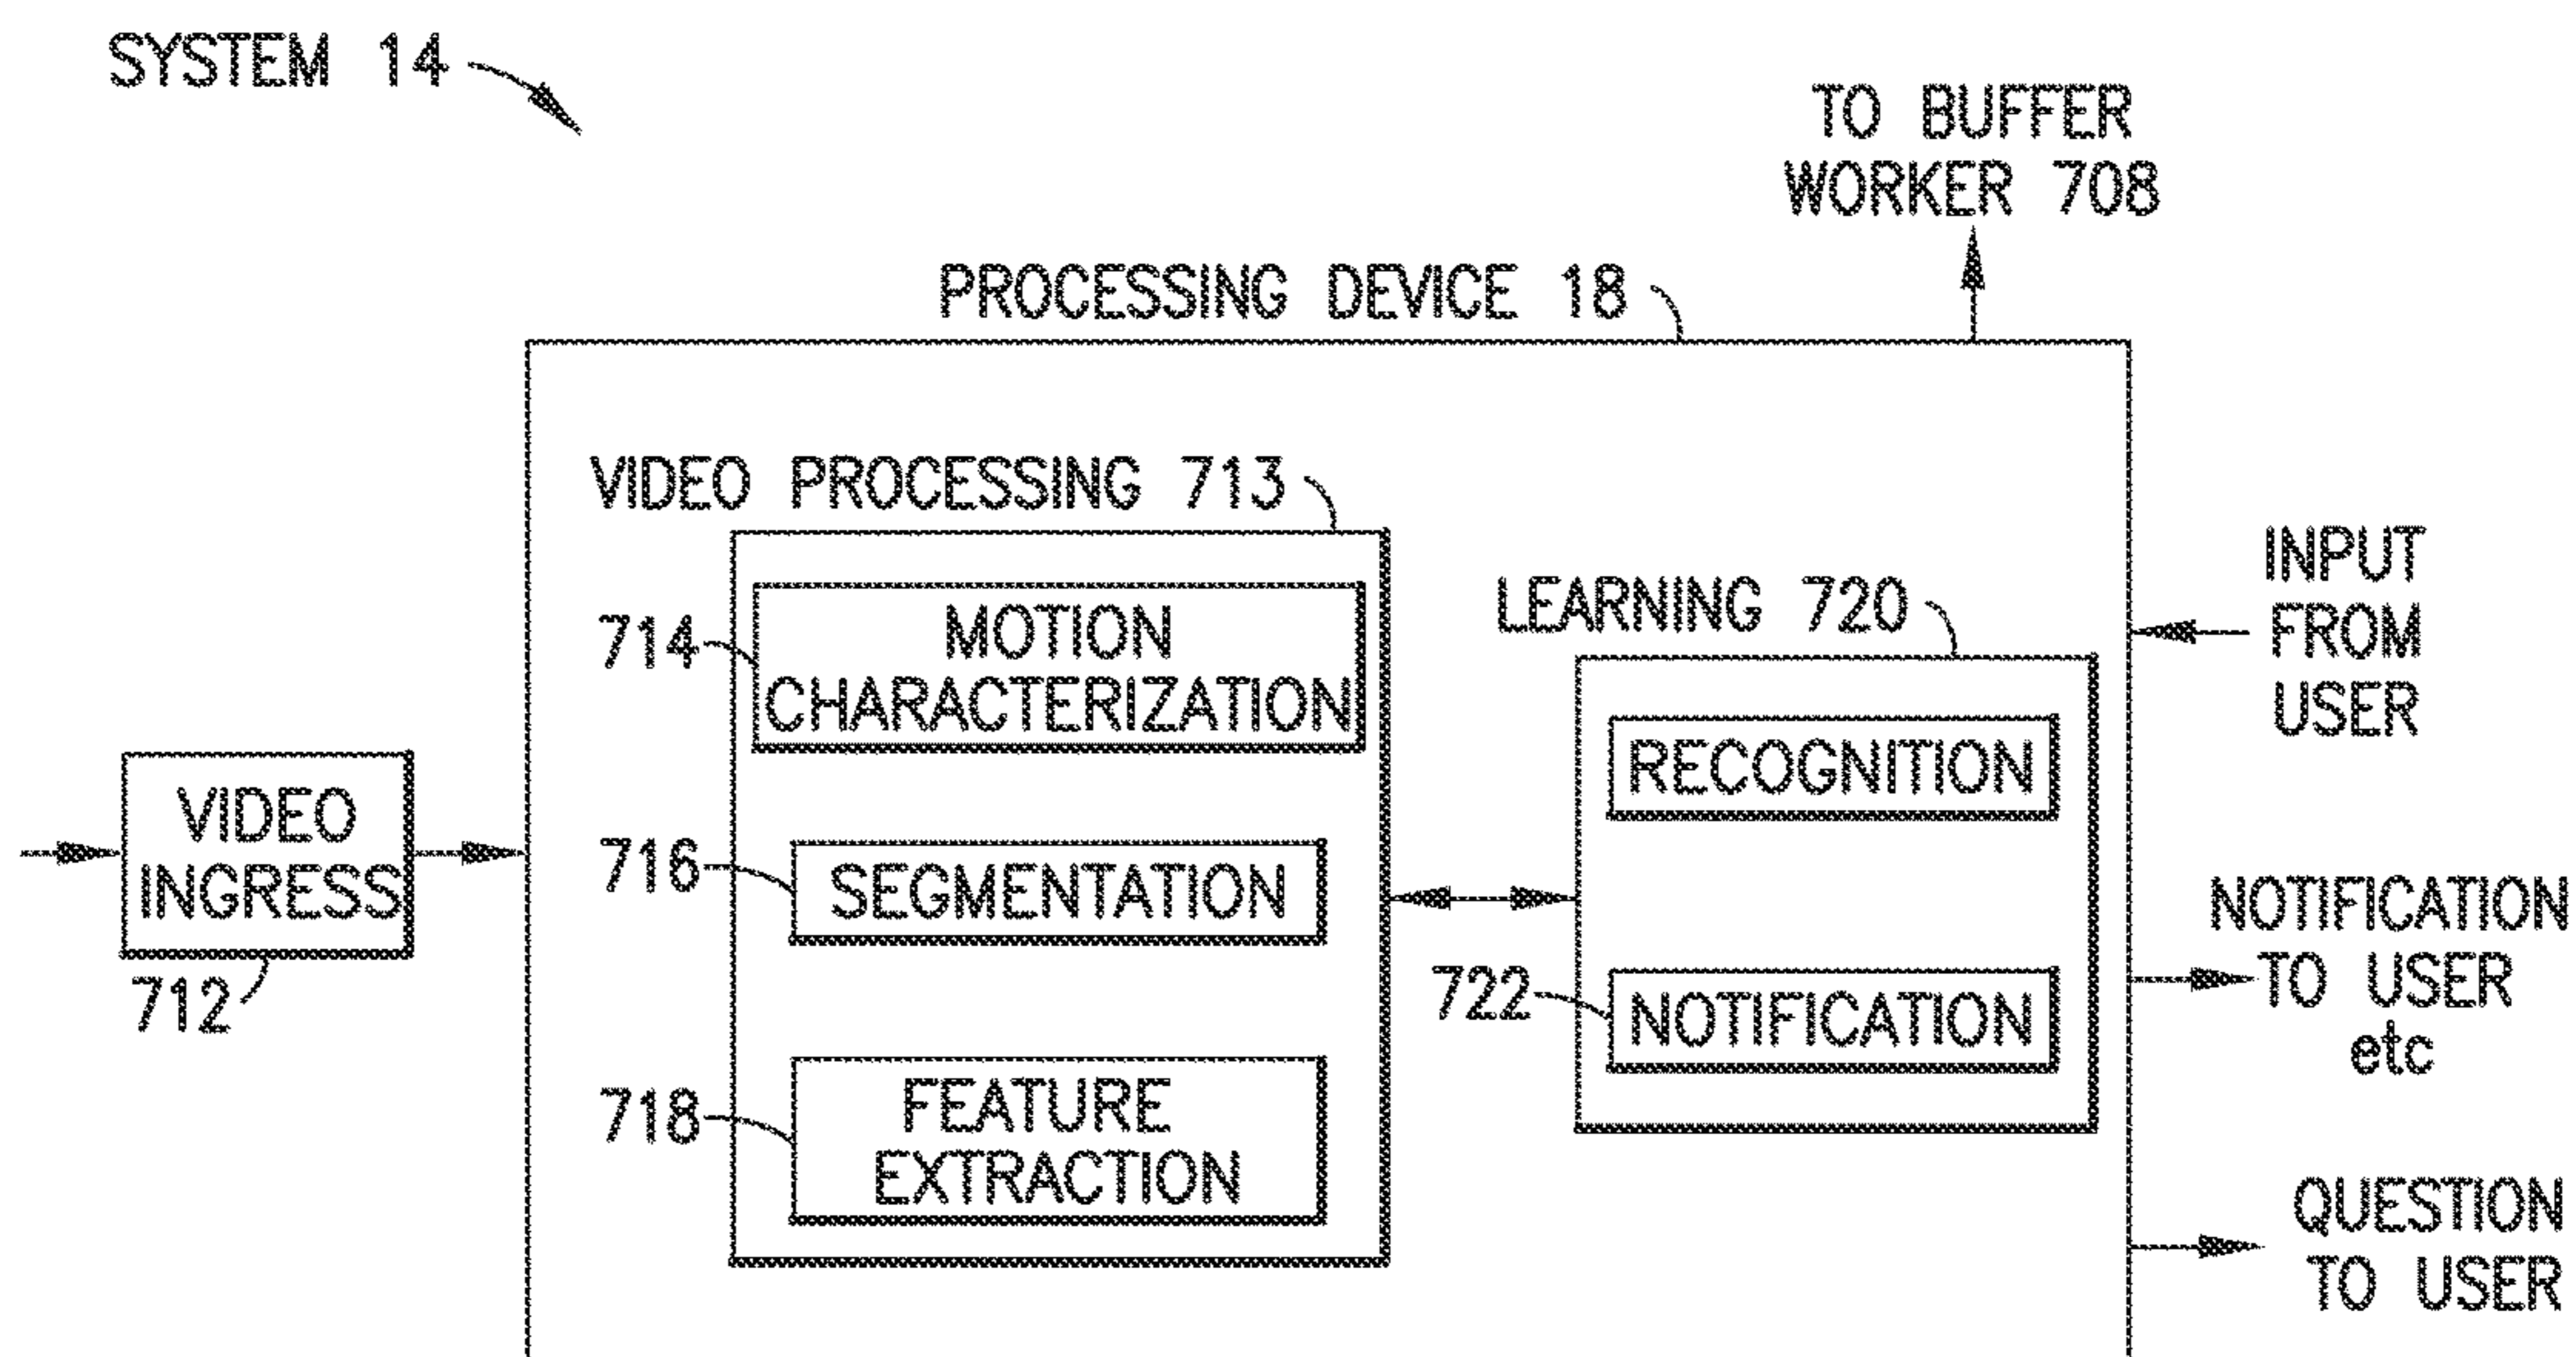 SYSTEM 14
TO BUFFER
WORKER 708
PROCESSING DEVICE 18
VIDEO PROCESSING 713
714
MOTION
CHARACTERIZATION
716
SEGMENTATION
718
FEATURE
EXTRACTION
VIDEO
INGRESS
712
LEARNING 720
RECOGNITION
722
NOTIFICATION
INPUT
FROM
USER
NOTIFICATION
TO USER
etc
QUESTION
TO USER